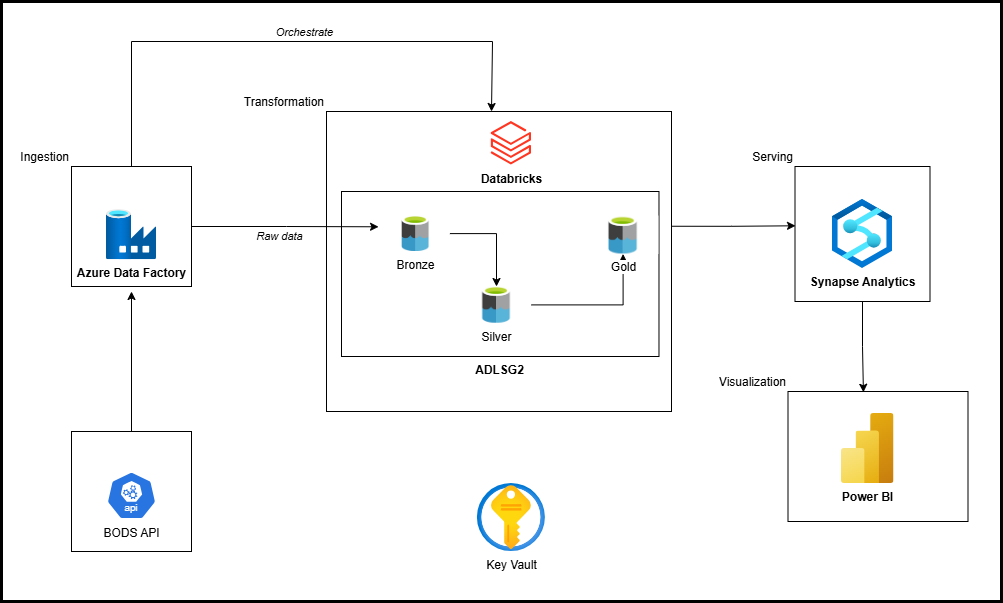 Orchestrate
Transformation
Ingestion
Serving
Databricks
Azure Data Factory
Raw data
Bronze
Gold
Silver
ADLSG2
Synapse Analytics
Visualization
Power BI
api
BODS API
Key Vault